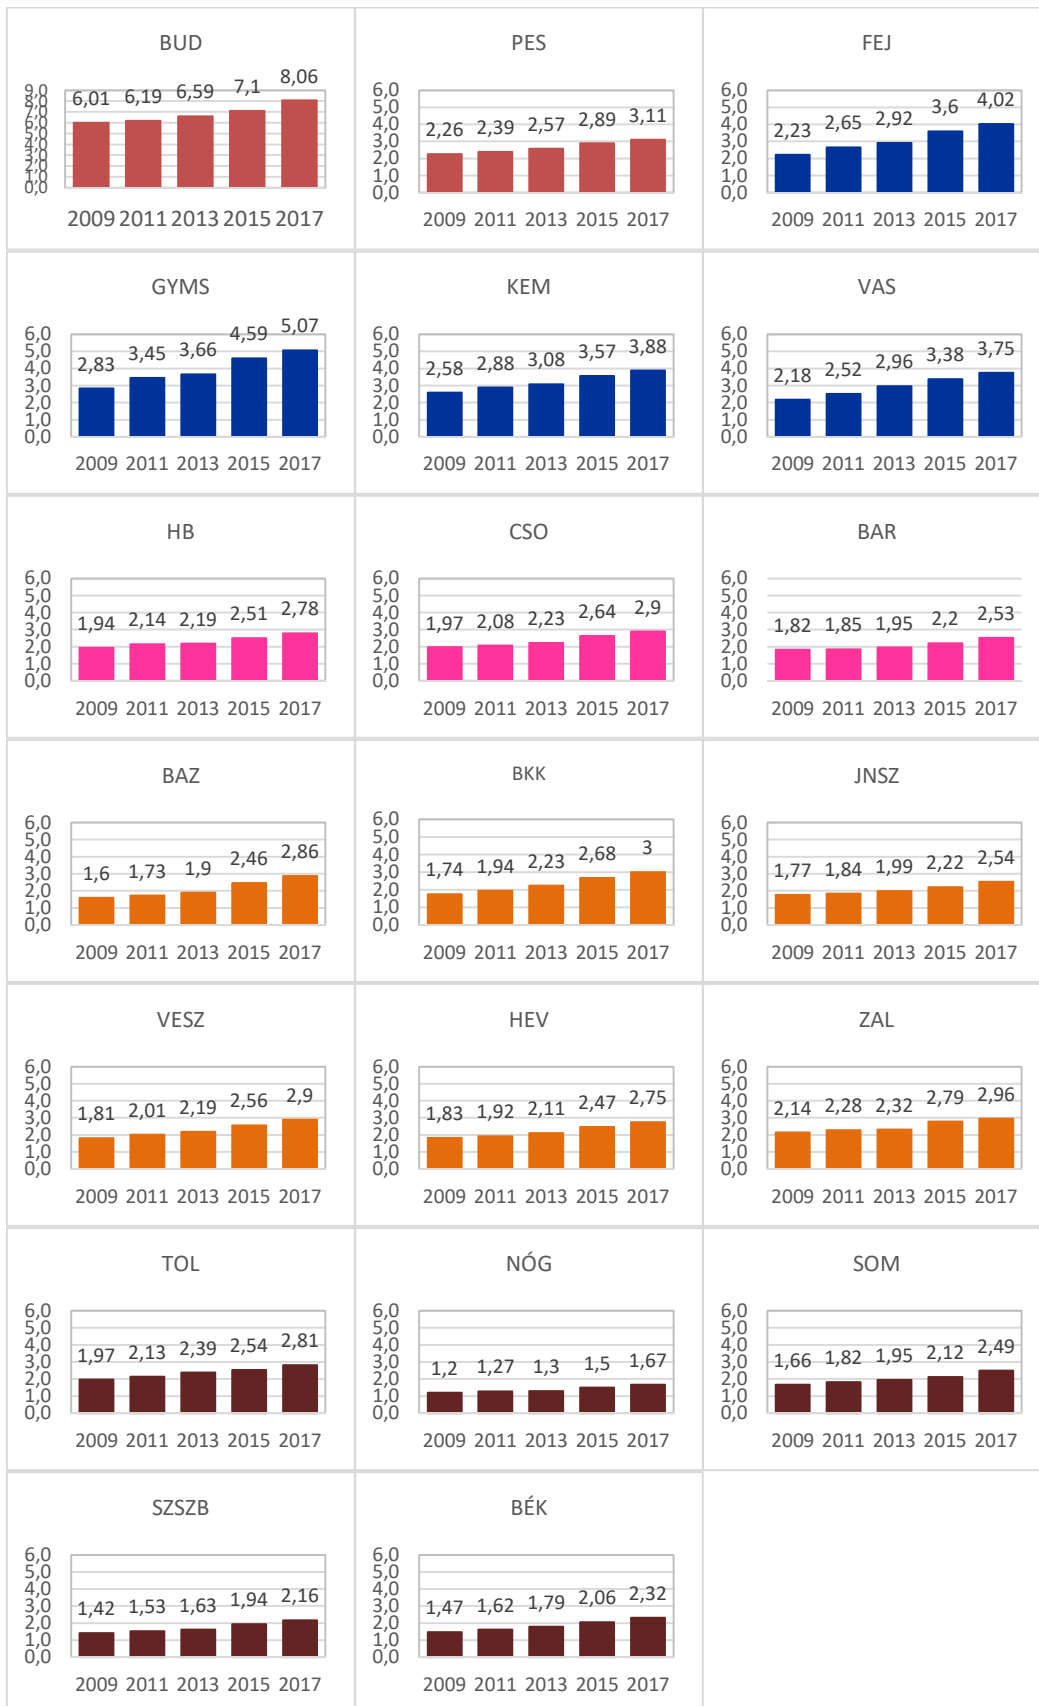 BUD
9,0
8,0
7,0
6,0
5,0
4,0
3,0
2,0
1,0
0,0
6,01 6,19 6,59 7,1 8,06
2009 2011 2013 2015 2017
PES
6,0
5,0
4,0
3,0
2,0
1,0
0,0
2,26 2,39 2,57 2,89 3,11
2009 2011 2013 2015 2017
FEJ
6,0
5,0
4,0
3,0
2,0
1,0
0,0
2,23 2,65 2,92 3,6 4,02
2009 2011 2013 2015 2017
GYMS
6,0
5,0
4,0
3,0
2,0
1,0
0,0
2,83 3,45 3,66 4,59 5,07
2009 2011 2013 2015 2017
KEM
6,0
5,0
4,0
3,0
2,0
1,0
0,0
2,58 2,88 3,08 3,57 3,88
2009 2011 2013 2015 2017
VAS
6,0
5,0
4,0
3,0
2,0
1,0
0,0
2,18 2,52 2,96 3,38 3,75
2009 2011 2013 2015 2017
HB
6,0
5,0
4,0
3,0
2,0
1,0
0,0
1,94 2,14 2,19 2,51 2,78
2009 2011 2013 2015 2017
CSO
6,0
5,0
4,0
3,0
2,0
1,0
0,0
1,97 2,08 2,23 2,64 2,9
2009 2011 2013 2015 2017
BAR
6,0
5,0
4,0
3,0
2,0
1,0
0,0
1,82 1,85 1,95 2,2 2,53
2009 2011 2013 2015 2017
BAZ
6,0
5,0
4,0
3,0
2,0
1,0
0,0
1,6 1,73 1,9 2,46 2,86
2009 2011 2013 2015 2017
BKK
6,0
5,0
4,0
3,0
2,0
1,0
0,0
1,74 1,94 2,23 2,68 3
2009 2011 2013 2015 2017
JNSZ
6,0
5,0
4,0
3,0
2,0
1,0
0,0
1,77 1,84 1,99 2,22 2,54
2009 2011 2013 2015 2017
VESZ
6,0
5,0
4,0
3,0
2,0
1,0
0,0
1,81 2,01 2,19 2,56 2,9
2009 2011 2013 2015 2017
HEV
6,0
5,0
4,0
3,0
2,0
1,0
0,0
1,83 1,92 2,11 2,47 2,75
2009 2011 2013 2015 2017
ZAL
6,0
5,0
4,0
3,0
2,0
1,0
0,0
2,14 2,28 2,32 2,79 2,96
2009 2011 2013 2015 2017
TOL
6,0
5,0
4,0
3,0
2,0
1,0
0,0
1,97 2,13 2,39 2,54 2,81
2009 2011 2013 2015 2017
NÓG
6,0
5,0
4,0
3,0
2,0
1,0
0,0
1,2 1,27 1,3 1,5 1,67
2009 2011 2013 2015 2017
SOM
6,0
5,0
4,0
3,0
2,0
1,0
0,0
1,66 1,82 1,95 2,12 2,49
2009 2011 2013 2015 2017
SZSZB
6,0
5,0
4,0
3,0
2,0
1,0
0,0
1,42 1,53 1,63 1,94 2,16
2009 2011 2013 2015 2017
BÉK
6,0
5,0
4,0
3,0
2,0
1,0
0,0
1,47 1,62 1,79 2,06 2,32
2009 2011 2013 2015 2017